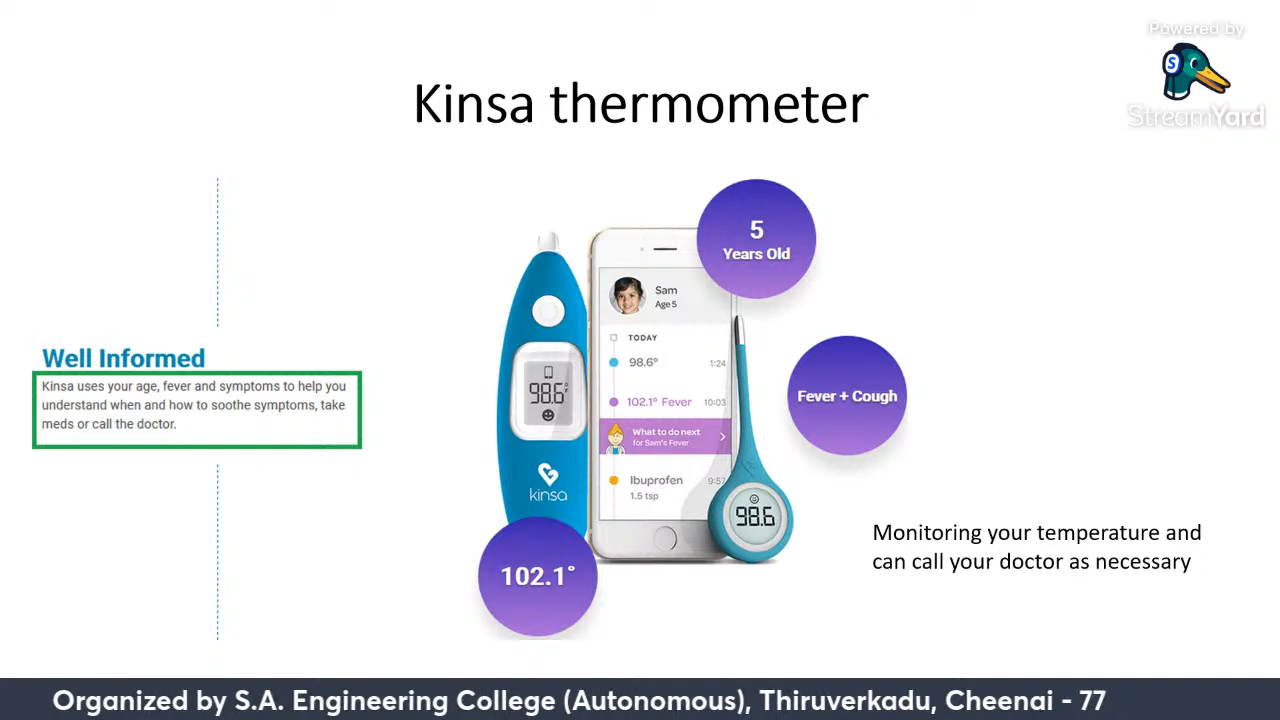 Powered by
StreamYard
Kinsa thermometer
5
Years Old
Sam
Age 5
TODAY
98.6° 1:24
102.1° Fever 10:03
What to do next
for Sam's Fever
Ibuprofen 9:57
1.5 tsp
98.6 °F
kinsa
98.6
Fever + Cough
102.1°
Well Informed
Kinsa uses your age, fever and symptoms to help you
understand when and how to soothe symptoms, take
meds or call the doctor.
Monitoring your temperature and
can call your doctor as necessary
Organized by S.A. Engineering College (Autonomous), Thiruverkadu, Cheenai - 77